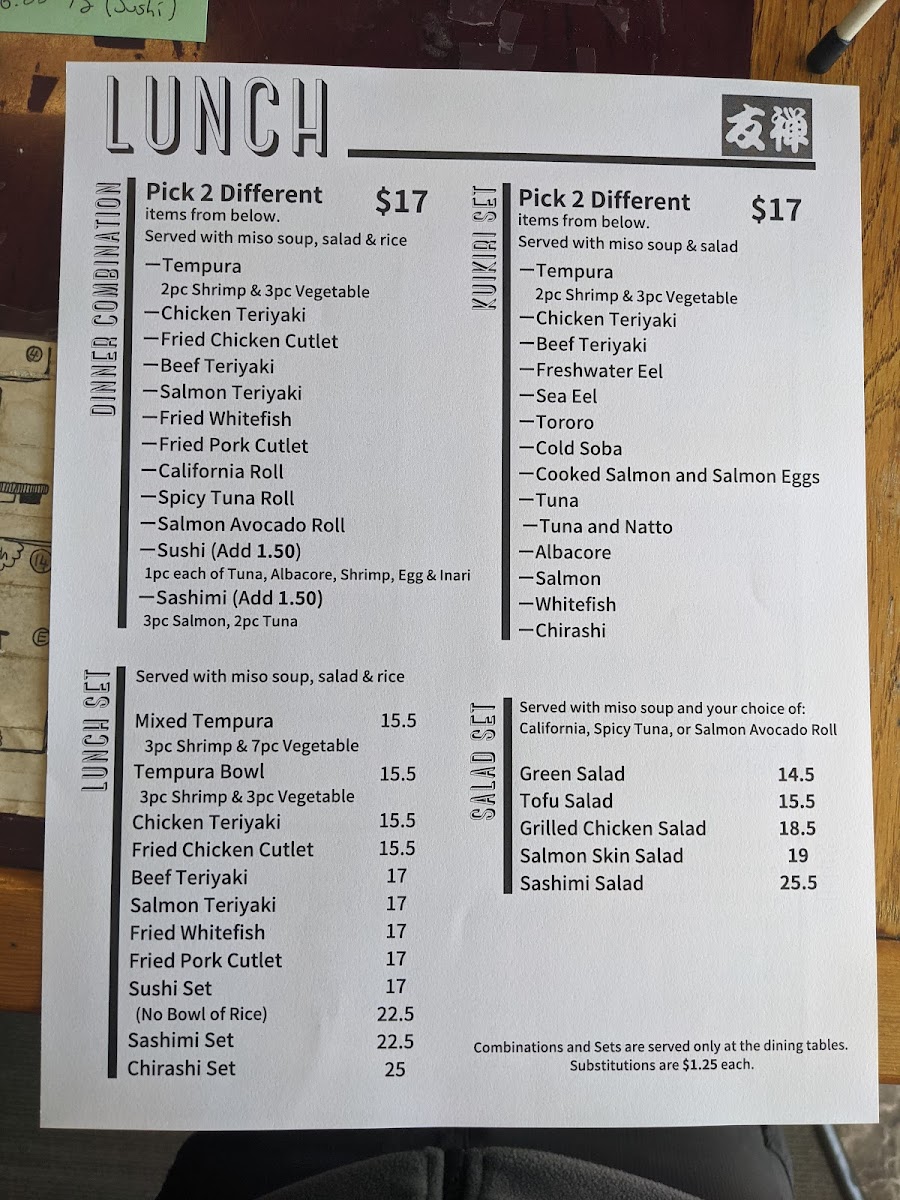 (Sushi)
LUNCH
友禅
DINNER COMBINATION
Pick 2 Different $17
items from below.
Served with miso soup, salad & rice
—Tempura
2pc Shrimp & 3pc Vegetable
—Chicken Teriyaki
—Fried Chicken Cutlet
—Beef Teriyaki
—Salmon Teriyaki
—Fried Whitefish
—Fried Pork Cutlet
—California Roll
—Spicy Tuna Roll
—Salmon Avocado Roll
—Sushi (Add 1.50)
1pc each of Tuna, Albacore, Shrimp, Egg & Inari
—Sashimi (Add 1.50)
3pc Salmon, 2pc Tuna
KUIKIRI SET
Pick 2 Different $17
items from below.
Served with miso soup & salad
—Tempura
2pc Shrimp & 3pc Vegetable
—Chicken Teriyaki
—Beef Teriyaki
—Freshwater Eel
—Sea Eel
—Tororo
—Cold Soba
—Cooked Salmon and Salmon Eggs
—Tuna
—Tuna and Natto
—Albacore
—Salmon
—Whitefish
—Chirashi
LUNCH SET
Served with miso soup, salad & rice
Mixed Tempura 15.5
3pc Shrimp & 7pc Vegetable
Tempura Bowl 15.5
3pc Shrimp & 3pc Vegetable
Chicken Teriyaki 15.5
Fried Chicken Cutlet 15.5
Beef Teriyaki 17
Salmon Teriyaki 17
Fried Whitefish 17
Fried Pork Cutlet 17
Sushi Set 17
(No Bowl of Rice) 22.5
Sashimi Set 22.5
Chirashi Set 25
SALAD SET
Served with miso soup and your choice of:
California, Spicy Tuna, or Salmon Avocado Roll
Green Salad 14.5
Tofu Salad 15.5
Grilled Chicken Salad 18.5
Salmon Skin Salad 19
Sashimi Salad 25.5
Combinations and Sets are served only at the dining tables.
Substitutions are $1.25 each.
4
14
E